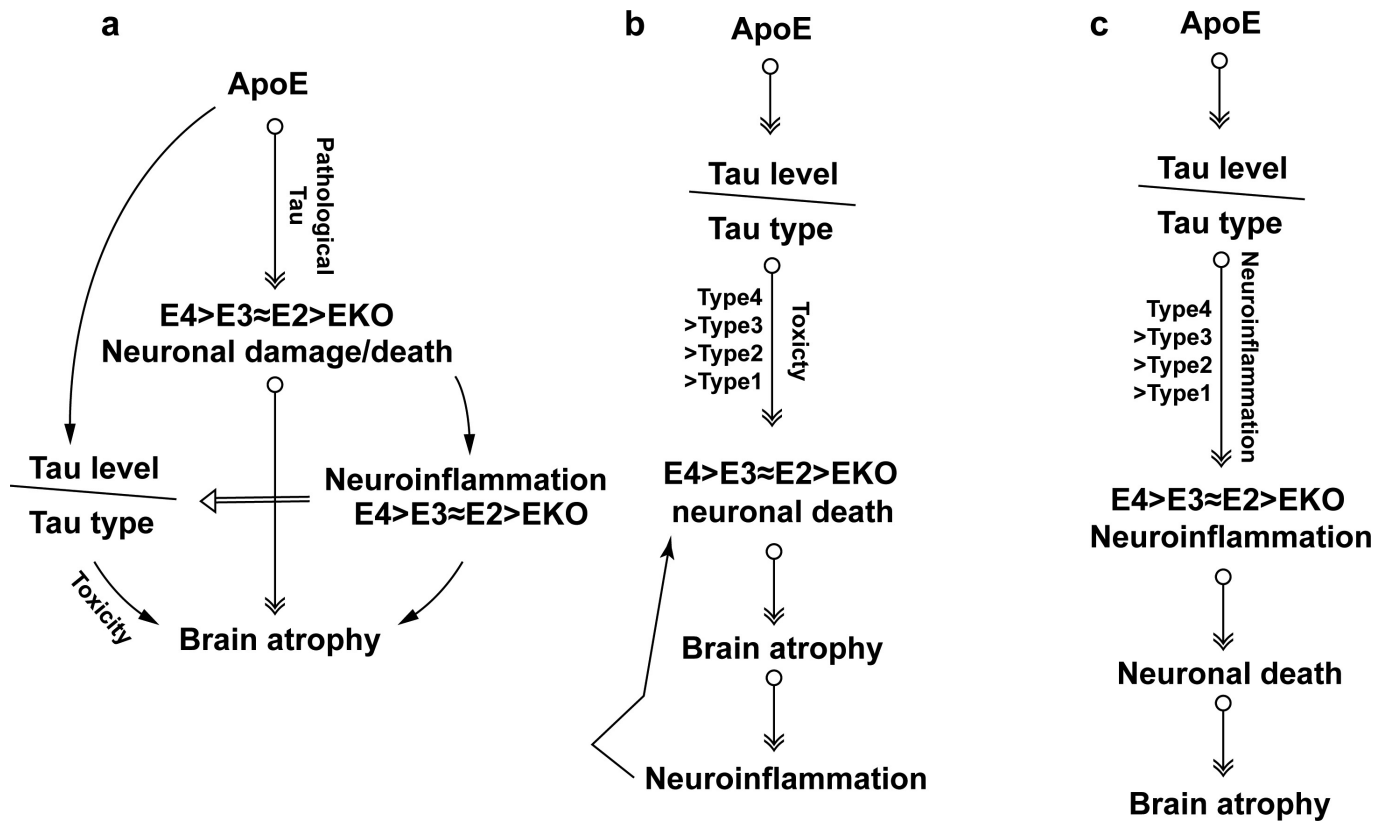 a
ApoE
Pathological
Tau
E4>E3≈E2>EKO
Neuronal damage/death
Tau level
Tau type
Neuroinflammation
E4>E3≈E2>EKO
Toxicity
Brain atrophy
b
ApoE
Tau level
Tau type
Type4
>Type3
>Type2
>Type1
Toxicty
E4>E3≈E2>EKO
neuronal death
Brain atrophy
Neuroinflammation
c
ApoE
Tau level
Tau type
Type4
>Type3
>Type2
>Type1
Neuroinflammation
E4>E3≈E2>EKO
Neuroinflammation
Neuronal death
Brain atrophy